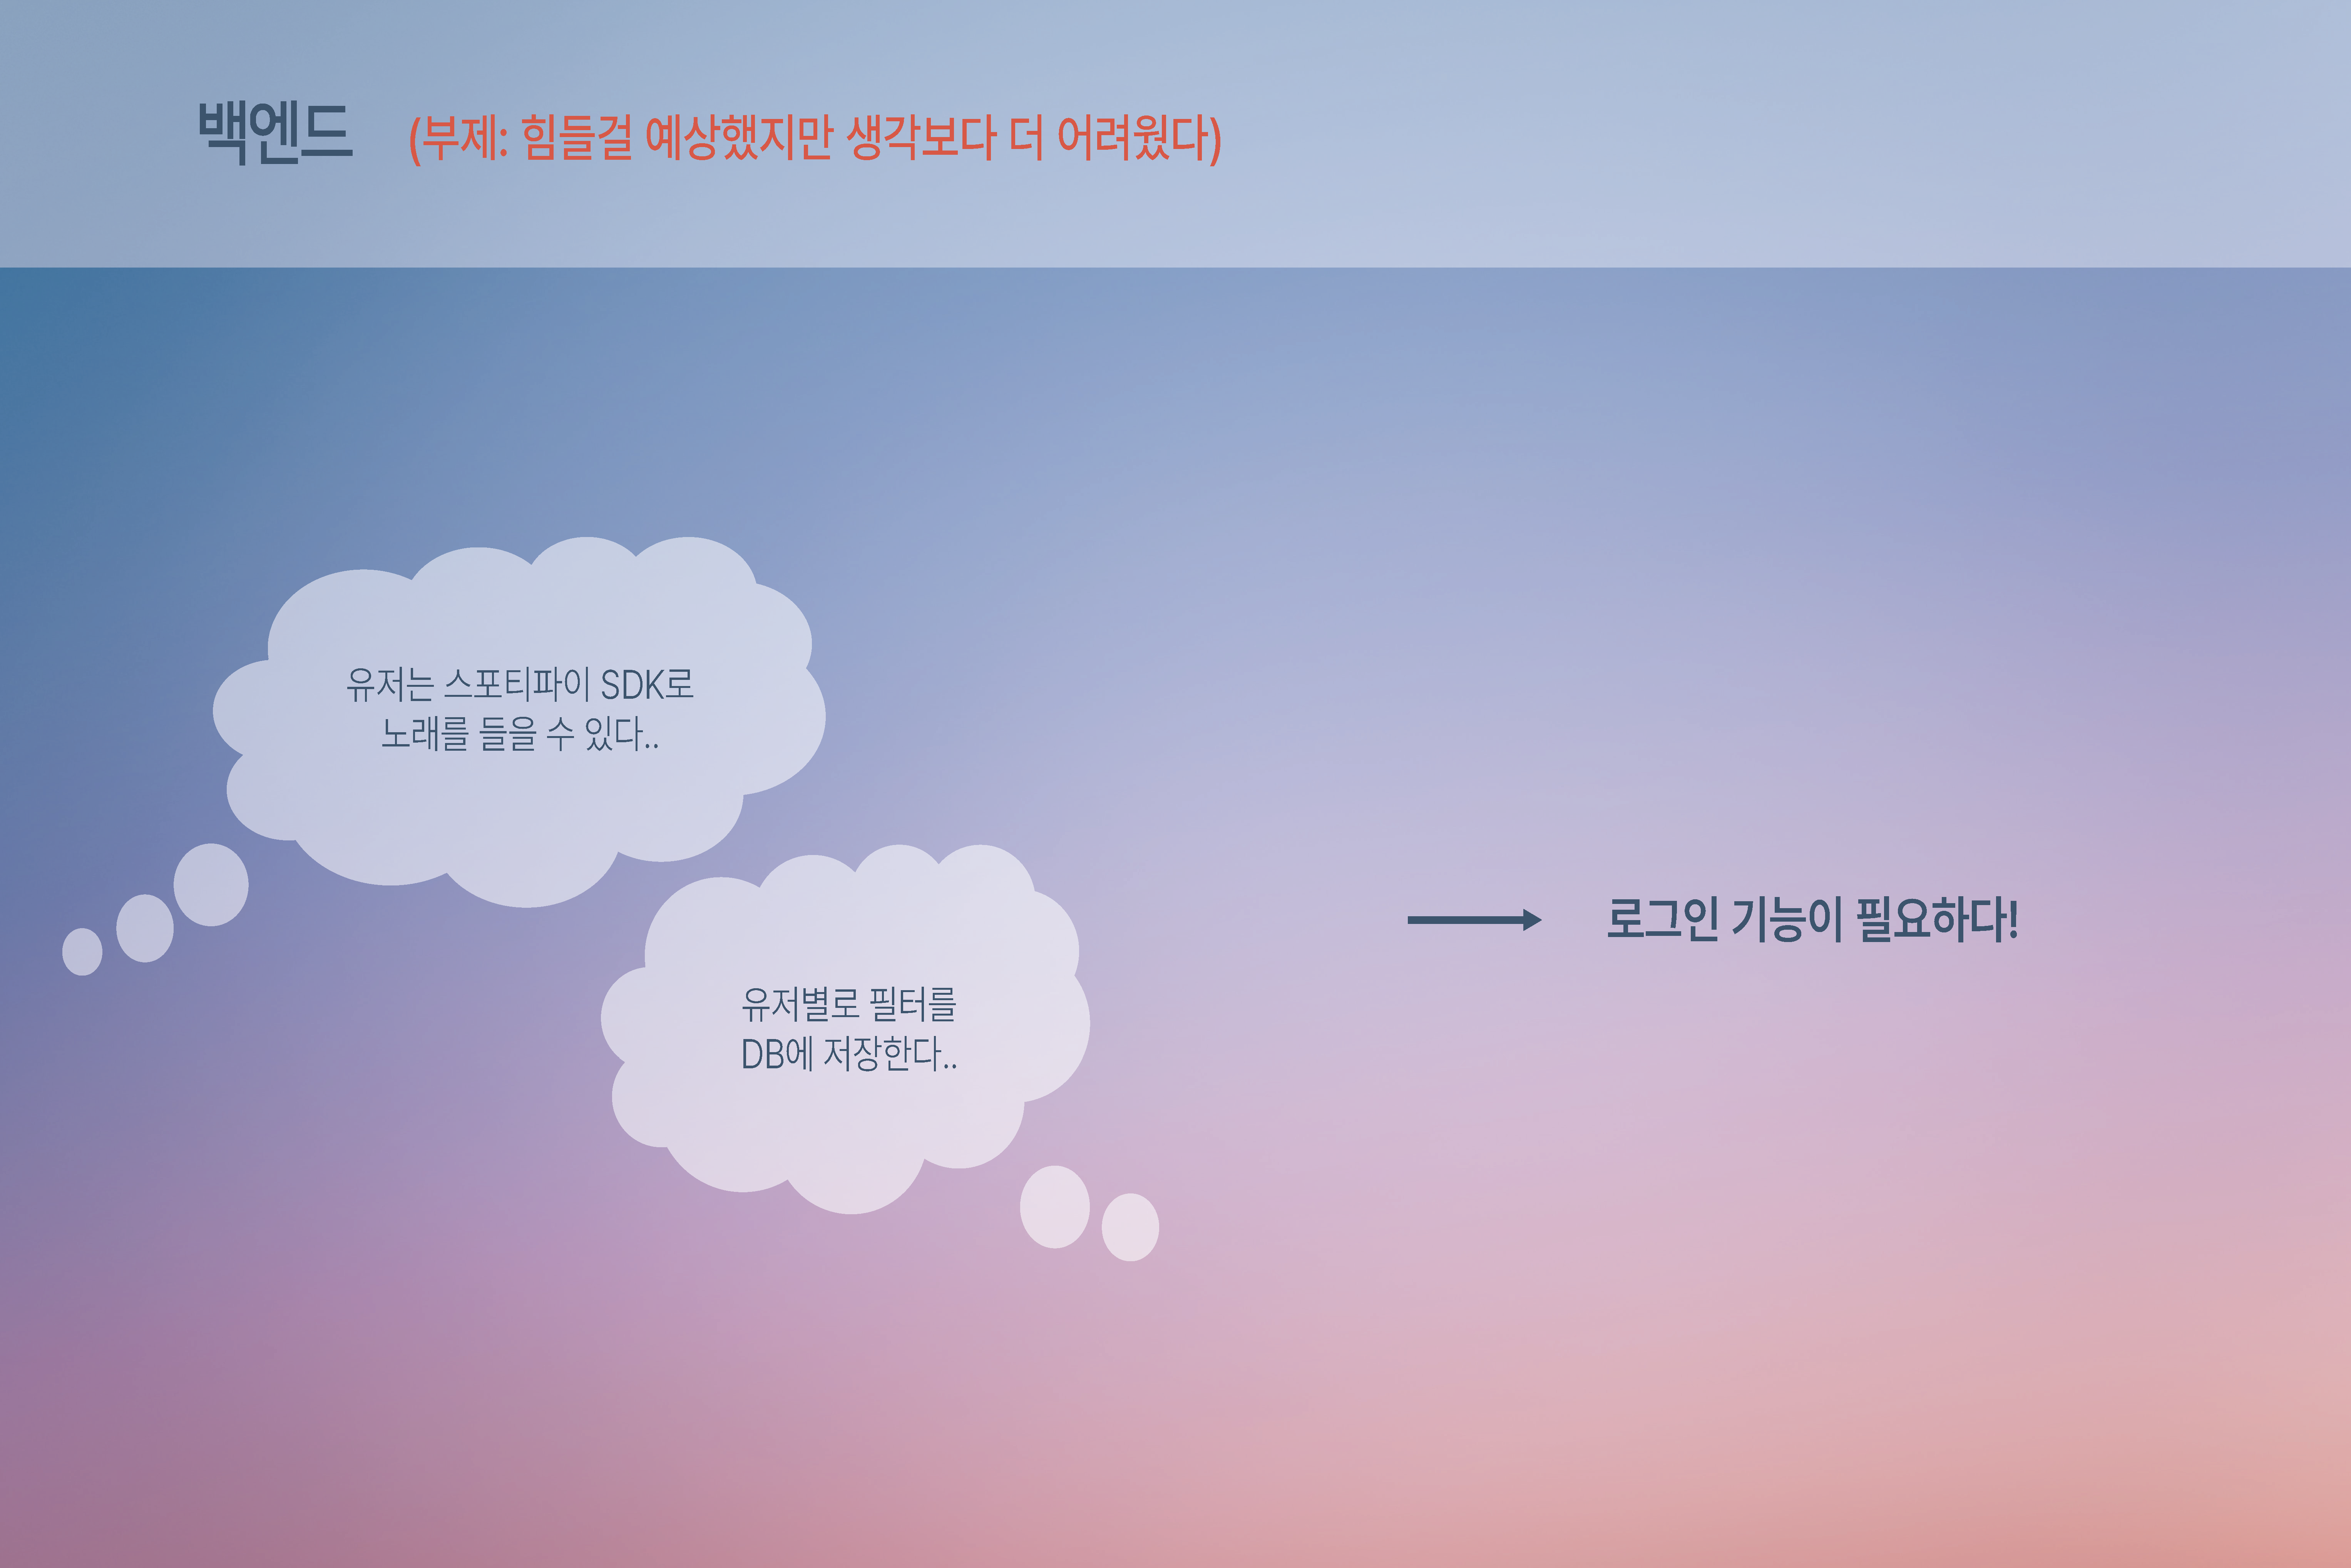 백엔드 (부제: 힘들걸 예상했지만 생각보다 더 어려웠다)
유저는 스포티파이 SDK로
노래를 들을 수 있다..
유저별로 필터를
DB에 저장한다..
로그인 기능이 필요하다!